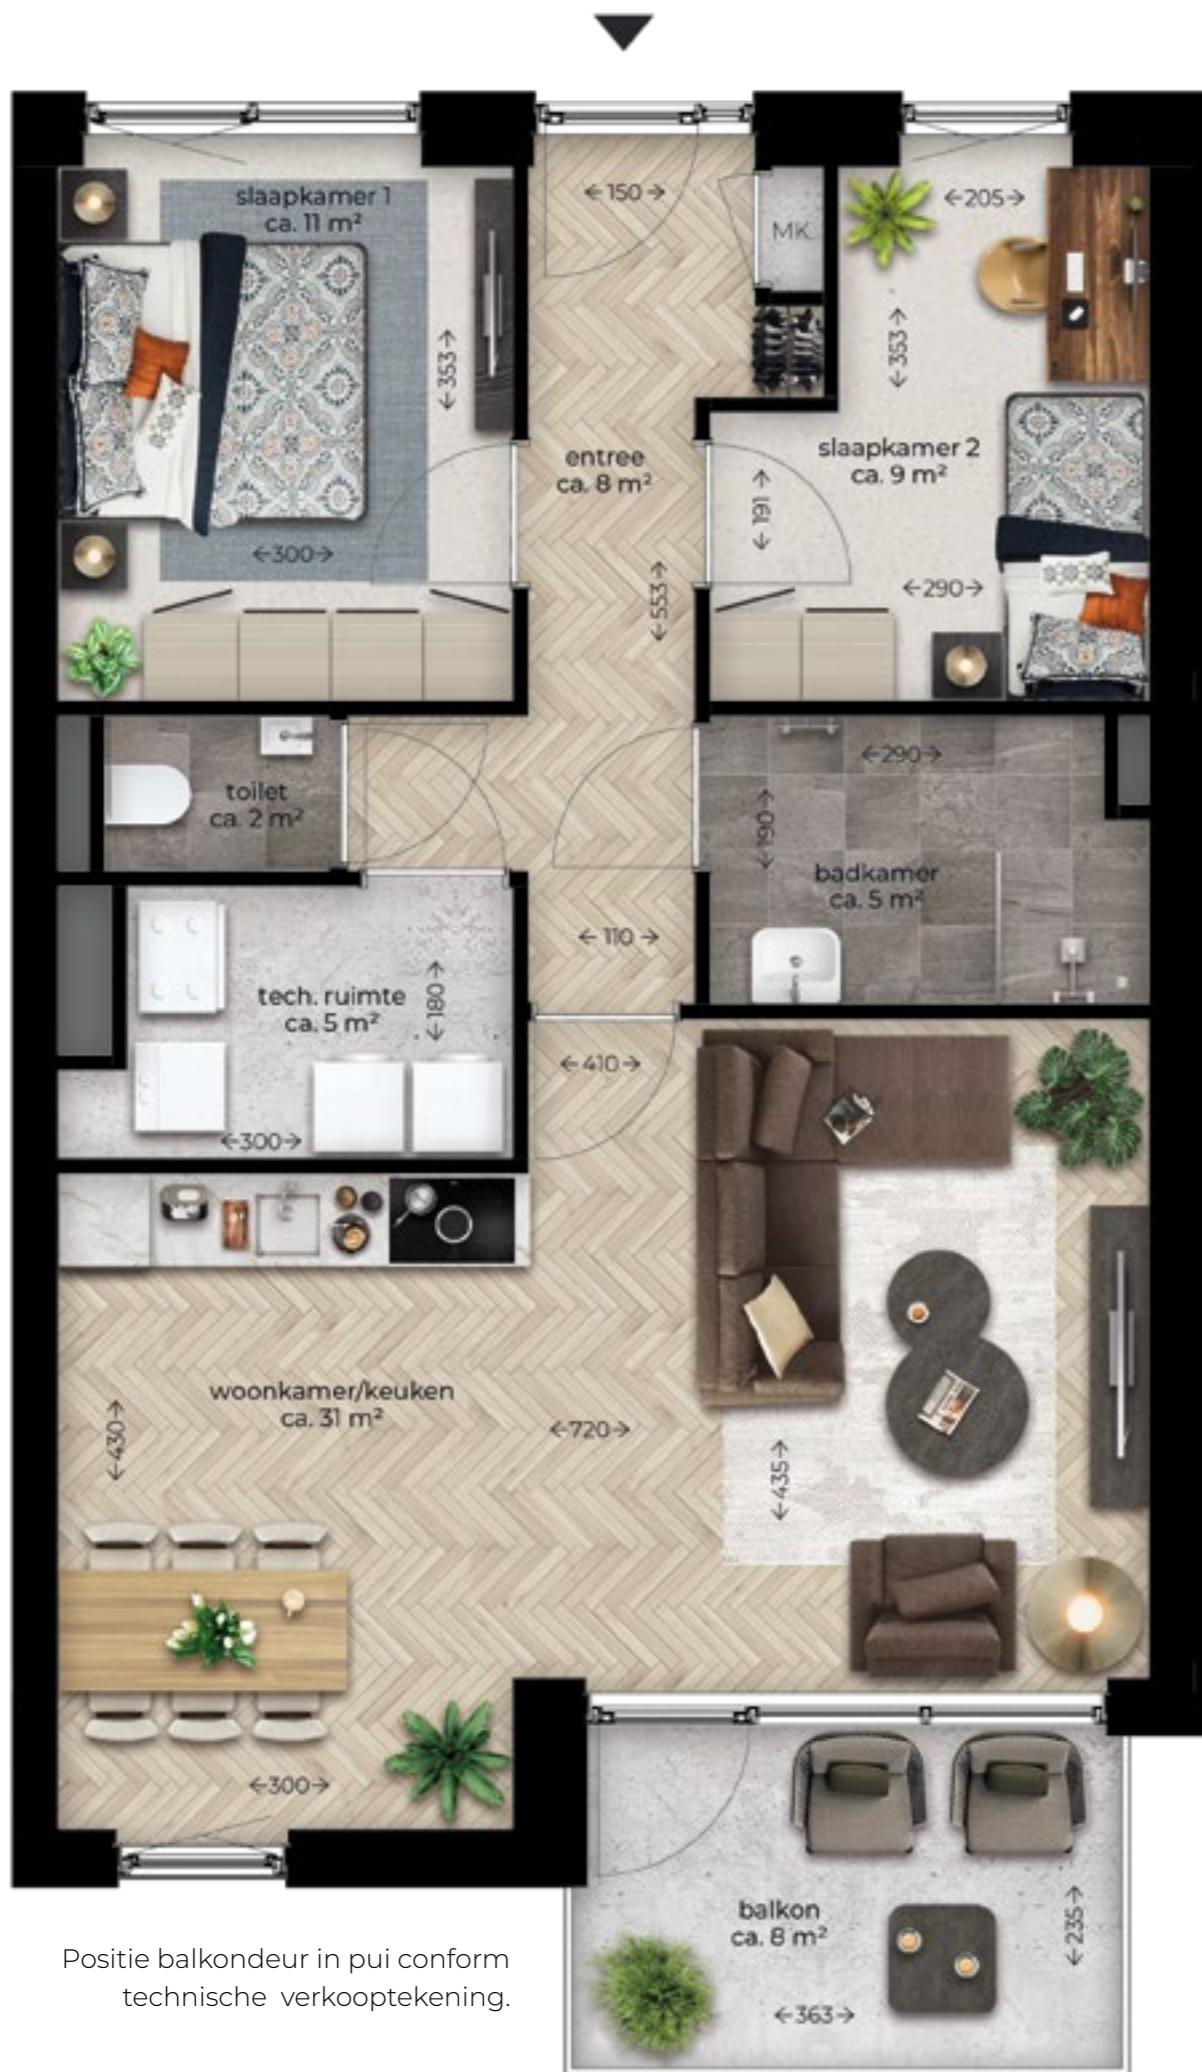 slaapkamer 1
ca. 11 m²
←150→
MK
←205→
←353→
←353→
entree
ca. 8 m²
slaapkamer 2
ca. 9 m²
←191→
←300→
←553→
←290→
toilet
ca. 2 m²
←290→
←190→
badkamer
ca. 5 m²
←110→
tech. ruimte
ca. 5 m²
←180→
←410→
←300→
woonkamer/keuken
ca. 31 m²
←430→
←720→
←435→
←300→
balkon
ca. 8 m²
←235→
←363→
Positie balkondeur in pui conform
technische verkooptekening.